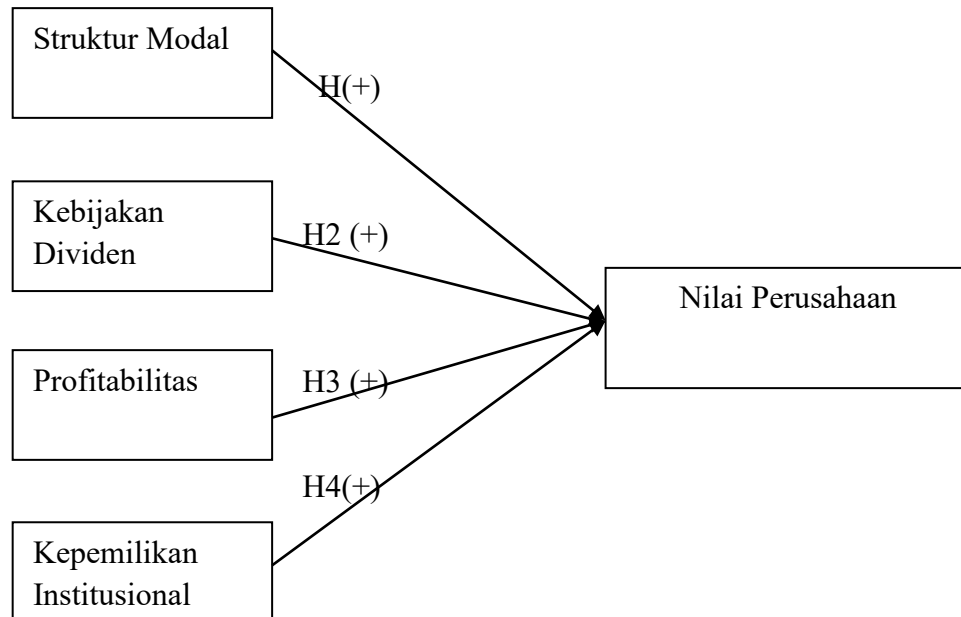 Struktur Modal
H(+)
Kebijakan
Dividen
H2 (+)
Nilai Perusahaan
Profitabilitas
H3 (+)
H4(+)
Kepemilikan
Institusional